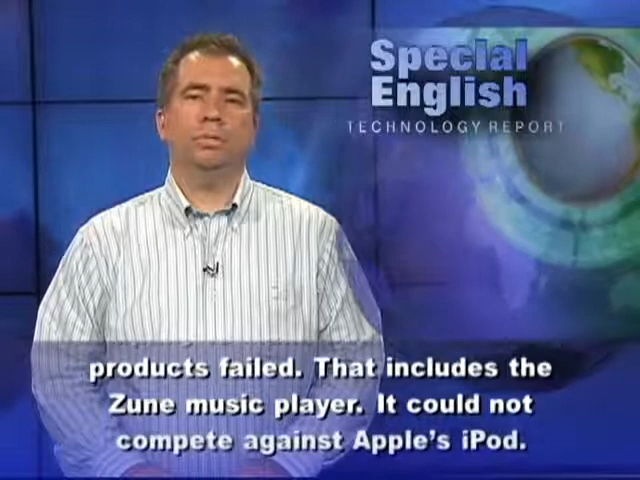 Special
English
TECHNOLOGY REPORT
products failed. That includes the
Zune music player. It could not
compete against Apple's iPod.